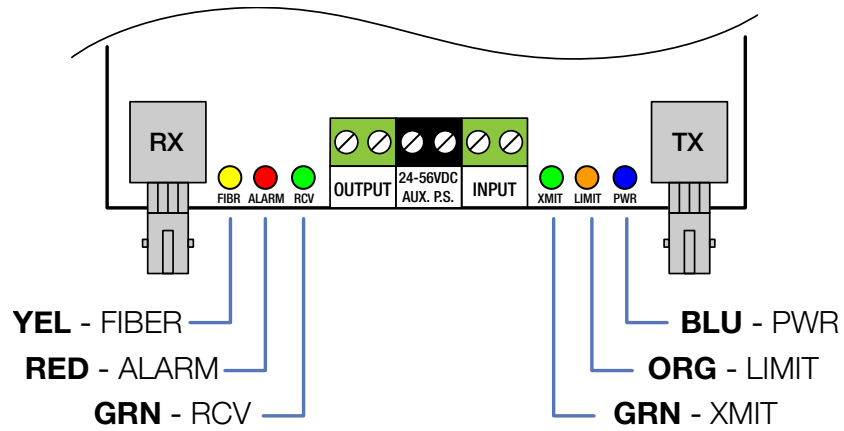 RX
TX
FIBR ALARM RCV
OUTPUT
24-56VDC
AUX. P.S.
INPUT
XMIT LIMIT PWR
YEL - FIBER
RED - ALARM
GRN - RCV
BLU - PWR
ORG - LIMIT
GRN - XMIT